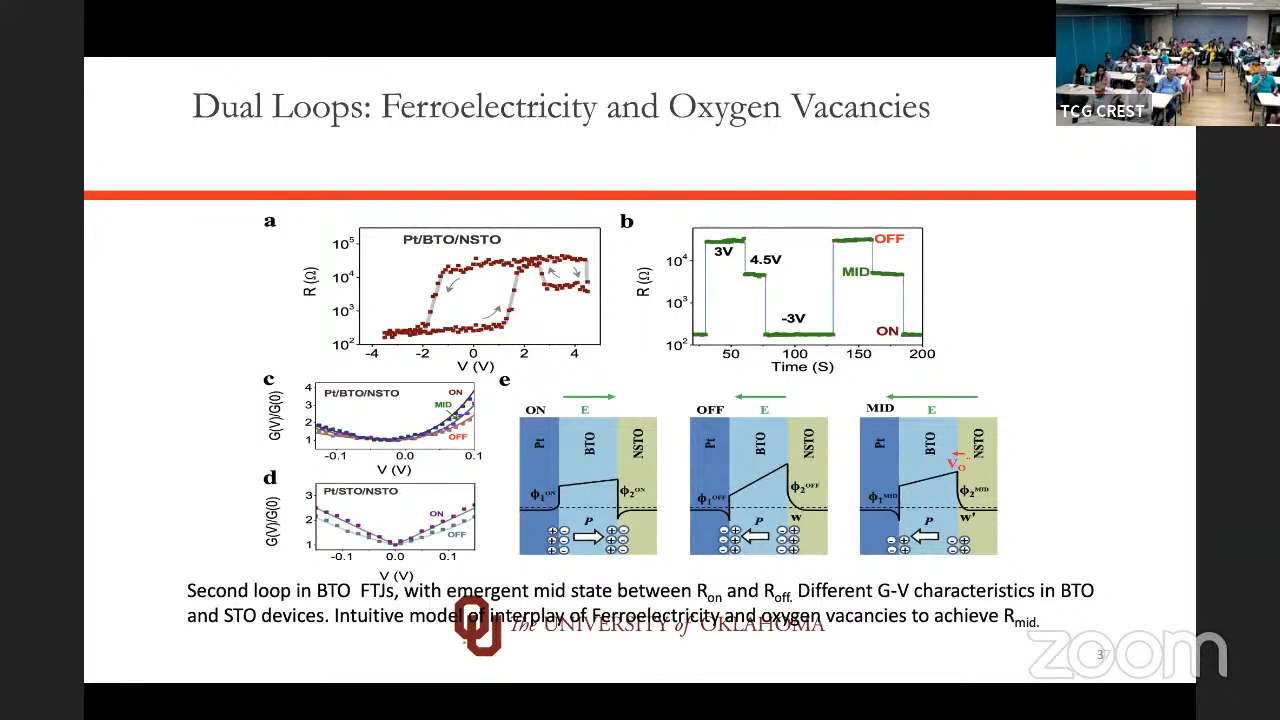 TCG CREST
Dual Loops: Ferroelectricity and Oxygen Vacancies
a
Pt/BTO/NSTO
10⁵
10⁴
10³
10²
R (Ω)
-4 -2 0 2 4
V (V)
b
10⁴
10³
10²
R (Ω)
3V
4.5V
-3V
OFF
MID
ON
50 100 150 200
Time (S)
c
Pt/BTO/NSTO
4
3
2
1
G(V)/G(0)
ON
MID
OFF
-0.1 0.0 0.1
V (V)
d
Pt/STO/NSTO
3
2
1
G(V)/G(0)
ON
OFF
-0.1 0.0 0.1
V (V)
e
ON E
Pt BTO NSTO
ϕ₁ᴼᴺ ϕ₂ᴼᴺ
P
OFF E
Pt BTO NSTO
ϕ₁ᴼꟳꟳ ϕ₂ᴼꟳꟳ
P w
MID E
Pt BTO NSTO
Vₒ¨
ϕ₁ᴹᴵᴰ ϕ₂ᴹᴵᴰ
P w'
Second loop in BTO FTJs, with emergent mid state between Ron and Roff. Different G-V characteristics in BTO
and STO devices. Intuitive model of interplay of Ferroelectricity and oxygen vacancies to achieve Rmid.
The UNIVERSITY of OKLAHOMA
37
zoom